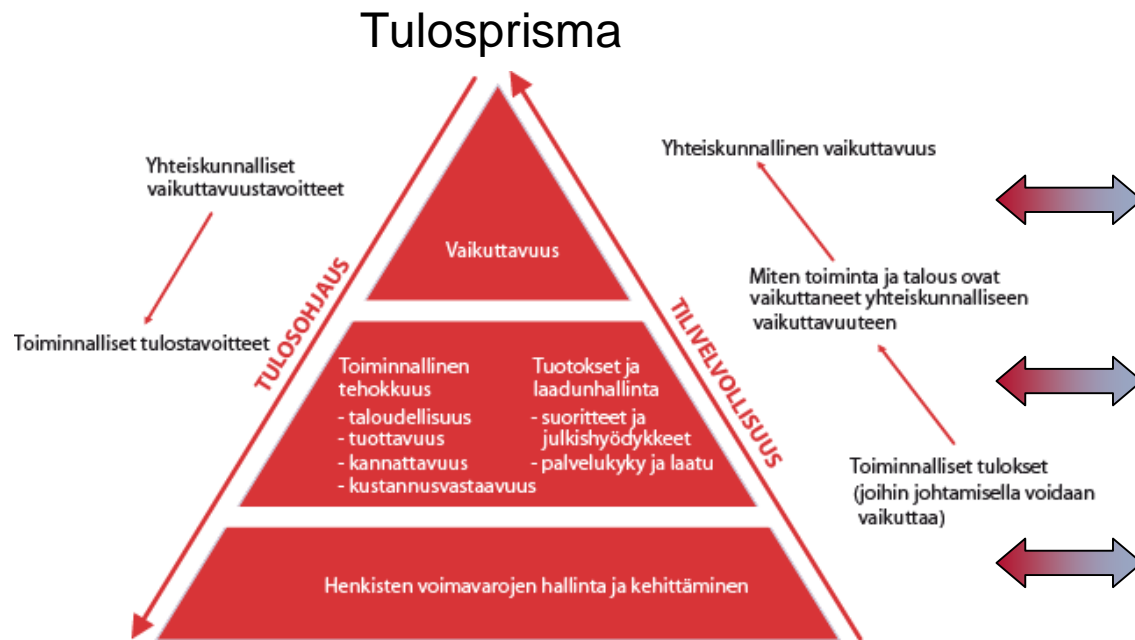 Tulosprisma
Yhteiskunnalliset
vaikuttavuustavoitteet
Toiminnalliset tulostavoitteet
TULOSOHJAUS
Vaikuttavuus
Toiminnallinen
tehokkuus
- taloudellisuus
- tuottavuus
- kannattavuus
- kustannusvastaavuus
Tuotokset ja
laadunhallinta
- suoritteet ja
julkishyödykkeet
- palvelukyky ja laatu
Henkisten voimavarojen hallinta ja kehittäminen
TILIVELVOLLISUUS
Yhteiskunnallinen vaikuttavuus
Miten toiminta ja talous ovat
vaikuttaneet yhteiskunnalliseen
vaikuttavuuteen
Toiminnalliset tulokset
(joihin johtamisella voidaan
vaikuttaa)